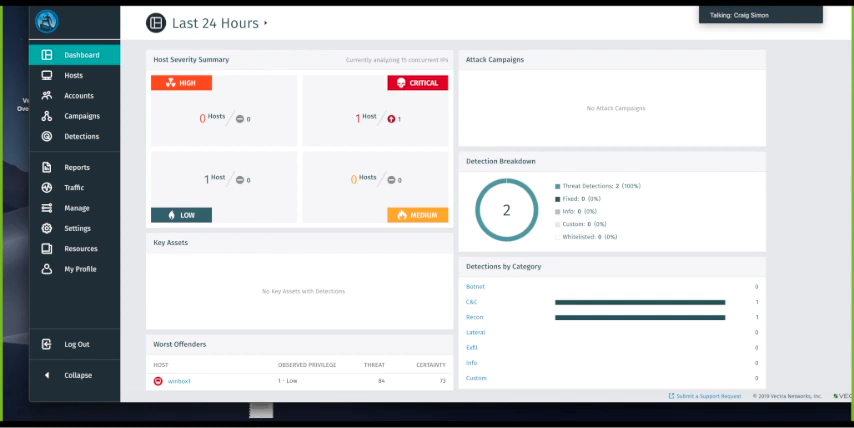 Last 24 Hours
Talking: Craig Simon
Dashboard
Hosts
Accounts
Campaigns
Detections
Reports
Traffic
Manage
Settings
Resources
My Profile
Log Out
Collapse
Host Severity Summary
Currently analyzing 15 concurrent IPs
HIGH
CRITICAL
0 Hosts / 0
1 Host / 1
1 Host / 0
0 Hosts / 0
LOW
MEDIUM
Key Assets
No Key Assets with Detections
Worst Offenders
HOST OBSERVED PRIVILEGE THREAT CERTAINTY
winbox1 1 - Low 84 73
Attack Campaigns
No Attack Campaigns
Detection Breakdown
2
Threat Detections: 2 (100%)
Fixed: 0 (0%)
Info: 0 (0%)
Custom: 0 (0%)
Whitelisted: 0 (0%)
Detections by Category
Botnet 0
C&C 1
Recon 1
Lateral 0
Exfil 0
Info 0
Custom 0
Submit a Support Request © 2019 Vectra Networks, Inc.